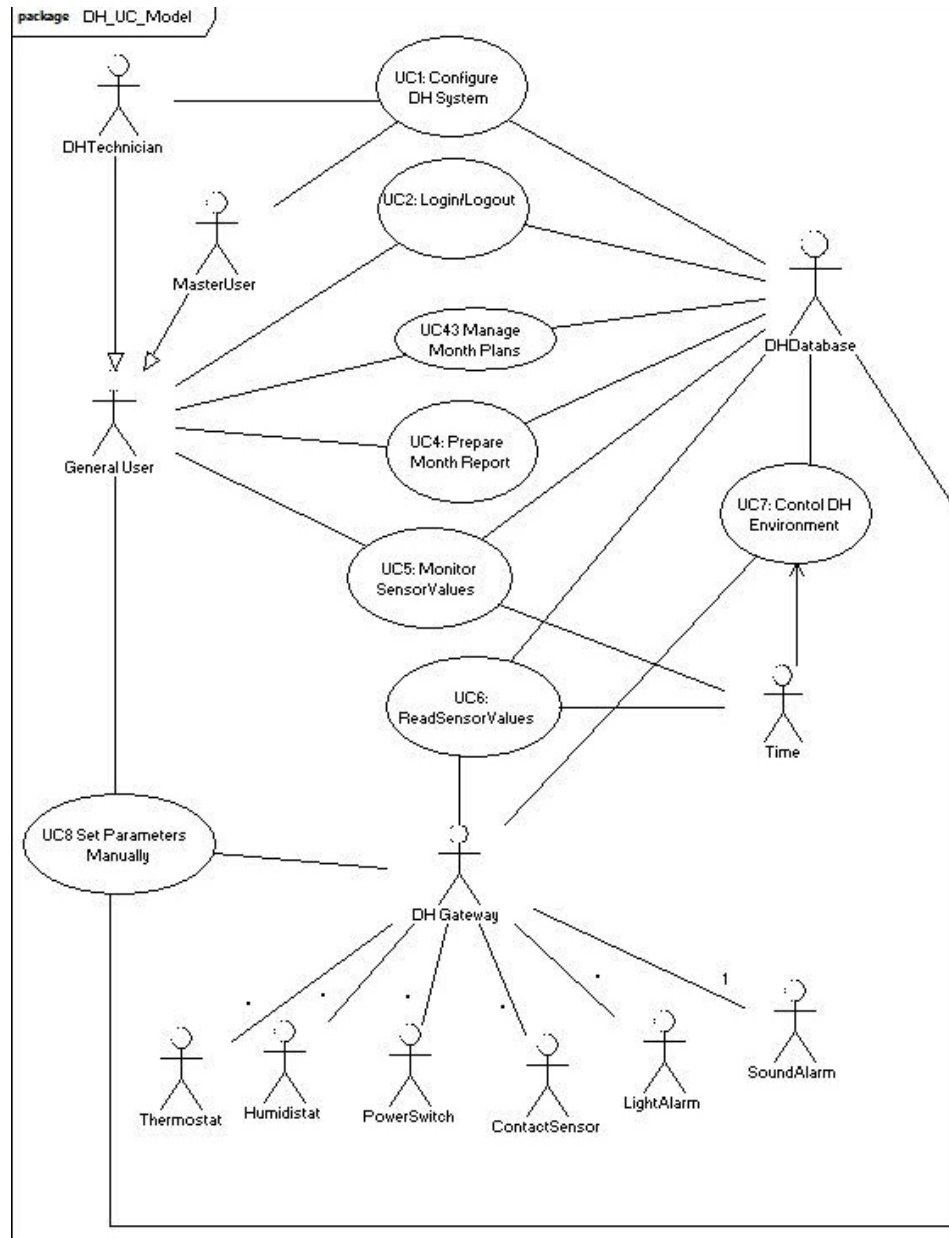 package DH_UC_Model
UC1: Configure
DH System
DHTechnician
UC2: Login/Logout
MasterUser
UC43 Manage
Month Plans
DHDatabase
General User
UC4: Prepare
Month Report
UC7: Contol DH
Environment
UC5: Monitor
SensorValues
UC6:
ReadSensorValues
Time
UC8 Set Parameters
Manually
DH Gateway
1
Thermostat
Humidistat
PowerSwitch
ContactSensor
LightAlarm
SoundAlarm